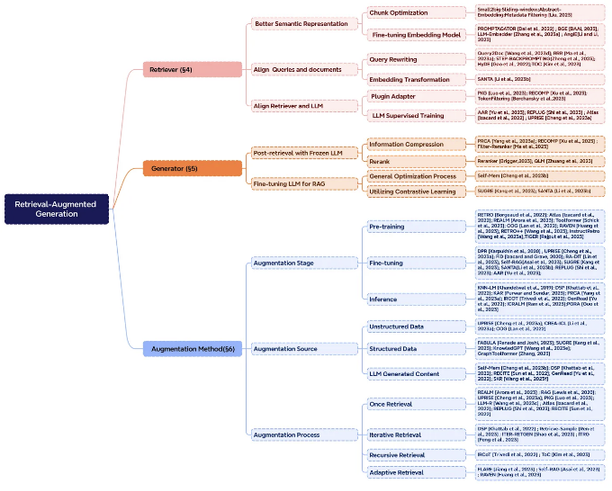 Retrieval-Augmented
Generation
Retriever (§4)
Better Semantic Representation
Chunk Optimization
Small2big;Sliding-window;Abstract-
Embedding;Metadata Filtering [Liu, 2023]
Fine-tuning Embedding Model
PROMPTAGATOR [Dai et al., 2022] ; BGE [BAAI, 2023];
LLM-Embedder [Zhang et al., 2023a] ; AnglE[Li and Li,
2023]
Align Queries and documents
Query Rewriting
Query2Doc [Wang et al., 2023d], RRR [Ma et al.,
2023a]; STEP-BACKPROMPTING[Zheng et al., 2023];
HyDE [Gao et al., 2022];TOC [Kim et al., 2023]
Embedding Transformation
SANTA [Li et al., 2023b]
Align Retriever and LLM
Plugin Adapter
PKG [Luo et al., 2023]; RECOMP [Xu et al., 2023];
TokenFiltering [Berchansky et al.,2023]
LLM Supervised Training
AAR [Yu et al., 2023]; REPLUG [Shi et al., 2023] ; Atlas
[Izacard et al., 2022] ; UPRISE [Cheng et al., 2023a]
Generator (§5)
Post-retrieval with Frozen LLM
Information Compression
PRCA [Yang et al., 2023a]; RECOMP [Xu et al., 2023] ;
Filter-Reranker [Ma et al., 2023]
Rerank
Reranker [Drigger,2023]; QLM [Zhuang et al., 2023]
Fine-tuning LLM for RAG
General Optimization Process
Self-Mem [Cheng et al., 2023b]
Utilizing Contrastive Learning
SUGRE [Kang et al., 2023]; SANTA [Li et al., 2023b]
Augmentation Method(§6)
Augmentation Stage
Pre-training
RETRO [Borgeaud et al., 2022]; Atlas [Izacard et al.,
2022]; REALM [Arora et al., 2023]; Toolformer [Schick
et al., 2023]; COG [Lan et al., 2022]; RAVEN [Huang et
al., 2023]; RETRO++ [Wang et al., 2023]; InstructRetro
[Wang et al., 2023a];TIGER [Rajput et al., 2023]
Fine-tuning
DPR [Karpukhin et al., 2020] ; UPRISE [Cheng et al.,
2023a]; FiD [Izacard and Grave, 2020]; RA-DIT [Lin et
al., 2023], Self-RAG[Asai et al., 2023]; SUGRE [Kang et
al., 2023]; SANTA[Li et al., 2023b]; REPLUG [Shi et al.,
2023] ; AAR [Yu et al., 2023];
Inference
KNN-LM [Khandelwal et al., 2019]; DSP [Khattab et al.,
2022]; KAR [Purwar and Sundar, 2023]; PRCA [Yang
et al., 2023a]; IRCOT [Trivedi et al., 2022]; GenRead [Yu
et al., 2022]; ICRALM [Ram et al., 2023];PGRA [Guo et
al., 2023]
Augmentation Source
Unstructured Data
UPRISE [Cheng et al., 2023a]; CREA-ICL [Li et al.,
2023a]; COG [Lan et al., 2022]
Structured Data
FABULA [Ranade and Joshi, 2023]; SUGRE [Kang et al.,
2023]; KnowledGPT [Wang et al., 2023e];
GraphToolformer [Zhang, 2023]
LLM Generated Content
Self-Mem [Cheng et al., 2023b]; DSP [Khattab et al.,
2022]; RECITE [Sun et al., 2022], GenRead [Yu et al.,
2022]; SKR [Wang et al., 2023f]
Augmentation Process
Once Retrieval
REALM [Arora et al., 2023] ; RAG [Lewis et al., 2020];
UPRISE [Cheng et al., 2023a]; PKG [Luo et al., 2023];
LLM-R [Wang et al., 2023c] ; Atlas [Izacard et al.,
2022]; REPLUG [Shi et al., 2023]; RECITE [Sun et al.,
2022]
Iterative Retrieval
DSP [Khattab et al., 2022] ; Retrieve-Sample [Ren et
al., 2023] ; ITER-RETGEN [Shao et al., 2023] ; ITRG
[Feng et al., 2023]
Recursive Retrieval
IRCoT [Trivedi et al., 2022] ; ToC [Kim et al., 2023]
Adaptive Retrieval
FLARE [Jiang et al., 2023] ; Self-RAG [Asai et al., 2023]
; RAVEN [Huang et al., 2023]